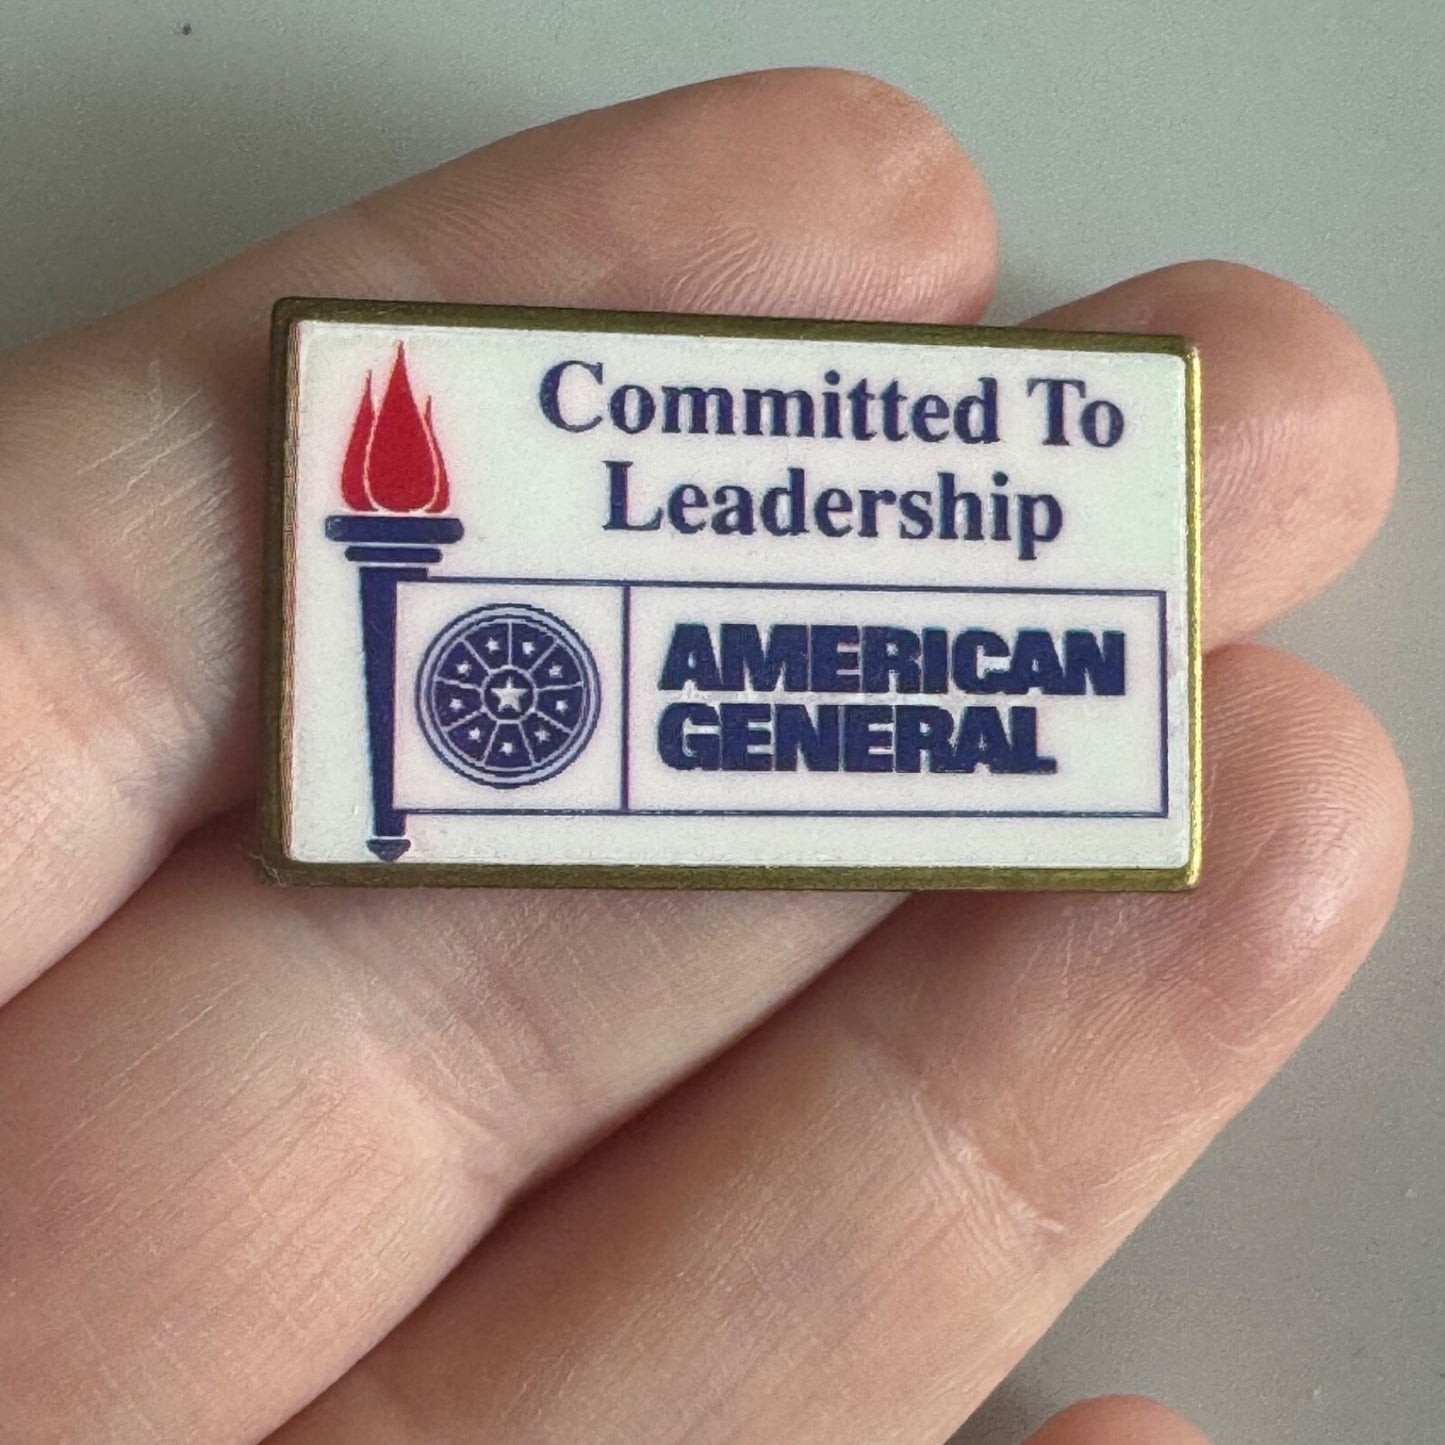 Committed To
Leadership
AMERICAN
GENERAL